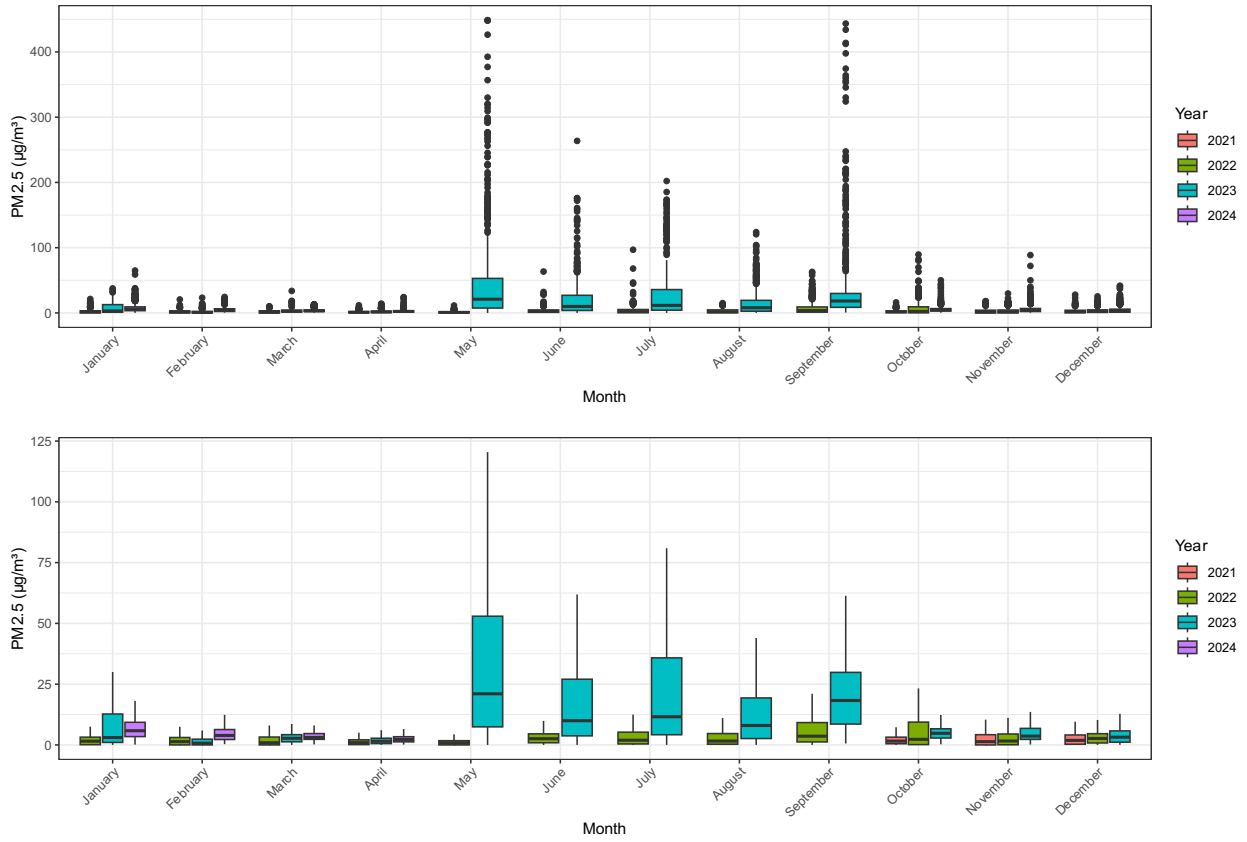 PM2.5 (µg/m³)
400
300
200
100
0
January
February
March
April
May
June
July
August
September
October
November
December
Month
Year
2021
2022
2023
2024
PM2.5 (µg/m³)
125
100
75
50
25
0
January
February
March
April
May
June
July
August
September
October
November
December
Month
Year
2021
2022
2023
2024